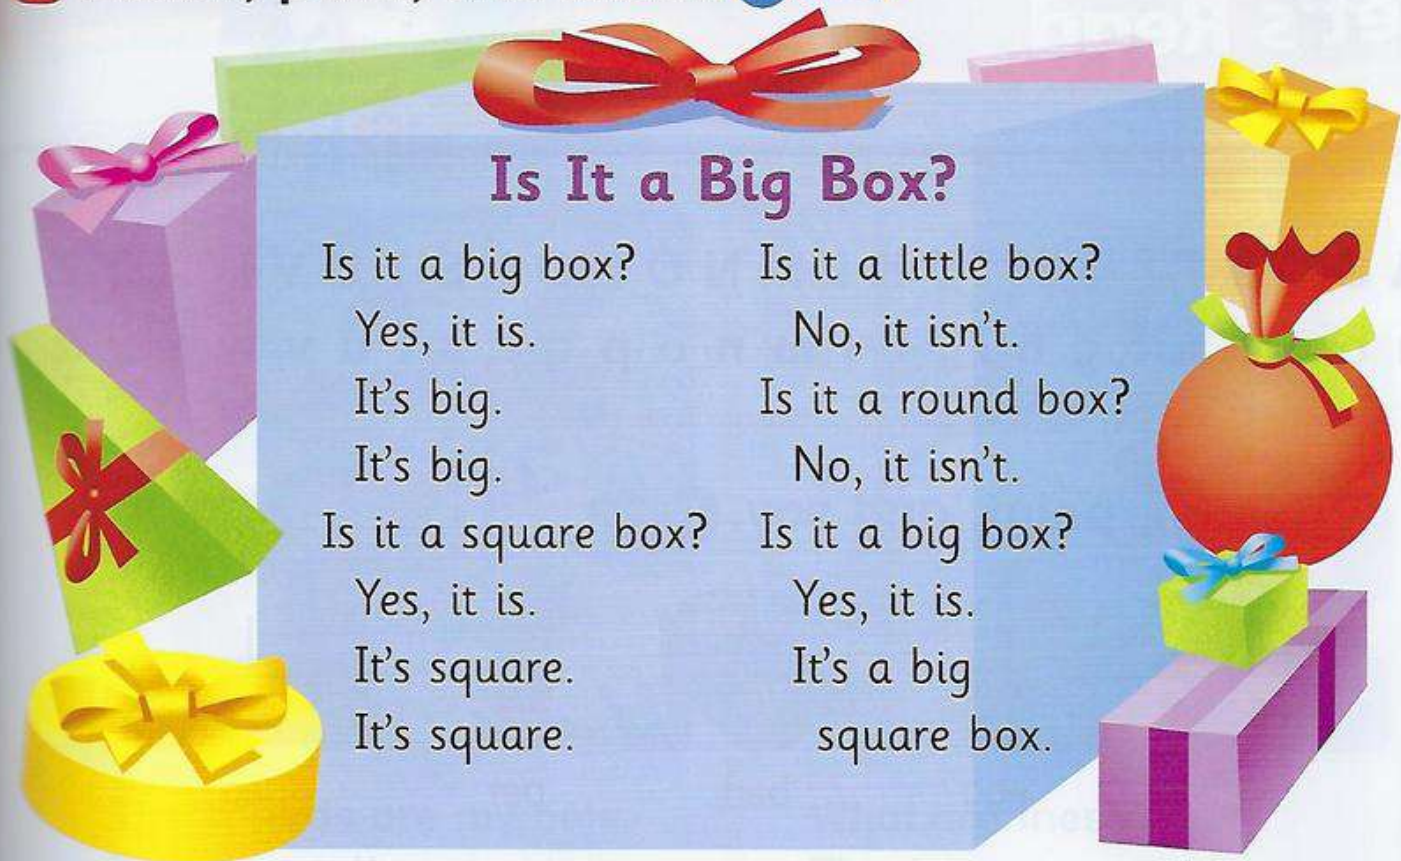 Is It a Big Box?
Is it a big box?
Yes, it is.
It's big.
It's big.
Is it a square box?
Yes, it is.
It's square.
It's square.
Is it a little box?
No, it isn't.
Is it a round box?
No, it isn't.
Is it a big box?
Yes, it is.
It's a big
square box.